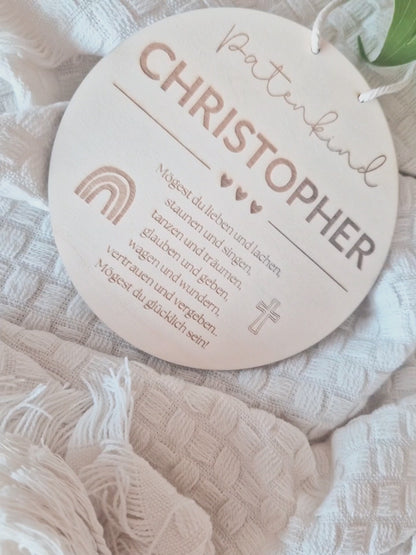 Patenkind
CHRISTOPHER
Mögest du lieben und lachen,
staunen und singen,
tanzen und träumen,
glauben und geben,
wagen und wundern,
vertrauen und vergeben..
Mögest du glücklich sein!